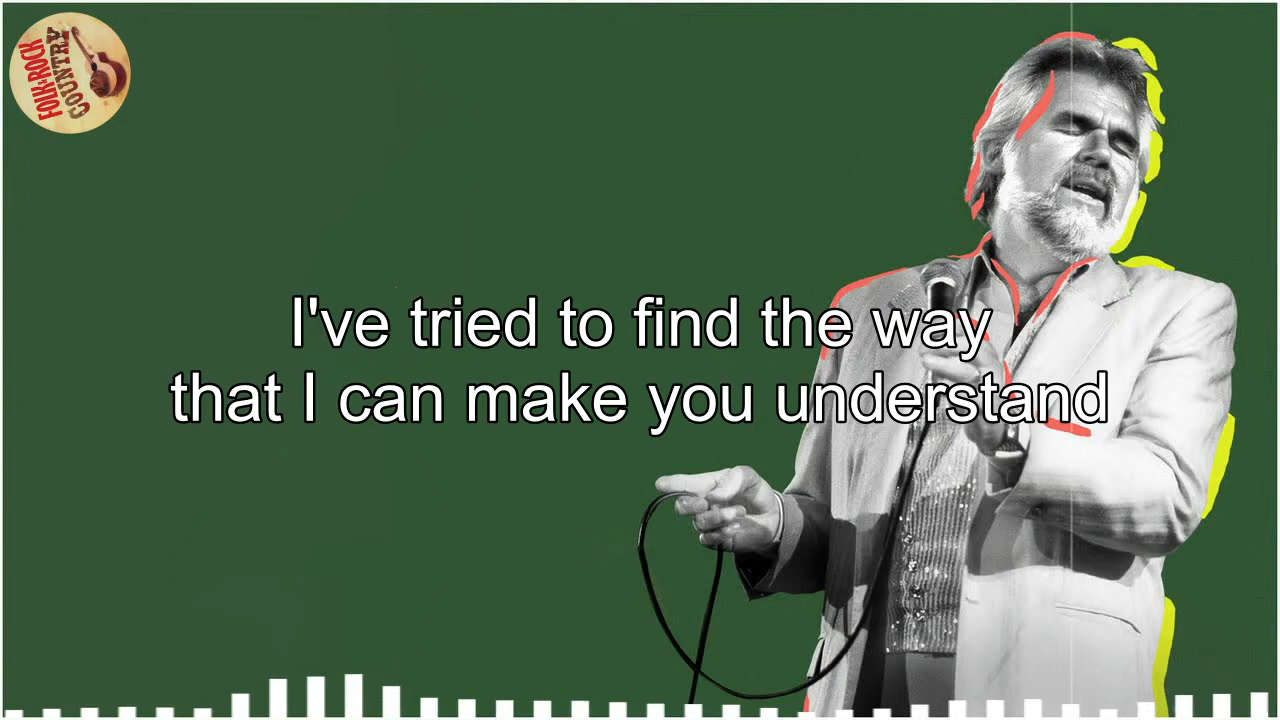 FOLK & ROCK
COUNTRY
I've tried to find the way
that I can make you understand